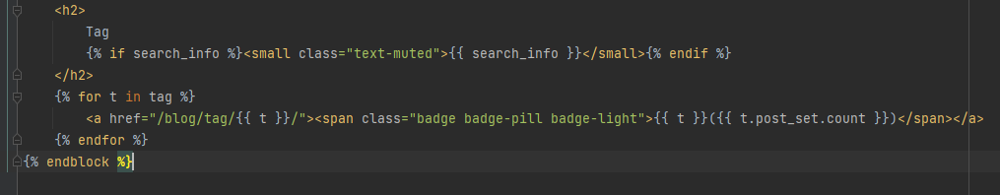 <h2>
Tag
{% if search_info %}<small class="text-muted">{{ search_info }}</small>{% endif %}
</h2>
{% for t in tag %}
<a href="/blog/tag/{{ t }}/"><span class="badge badge-pill badge-light">{{ t }}({{ t.post_set.count }})</span></a>
{% endfor %}
{% endblock %}